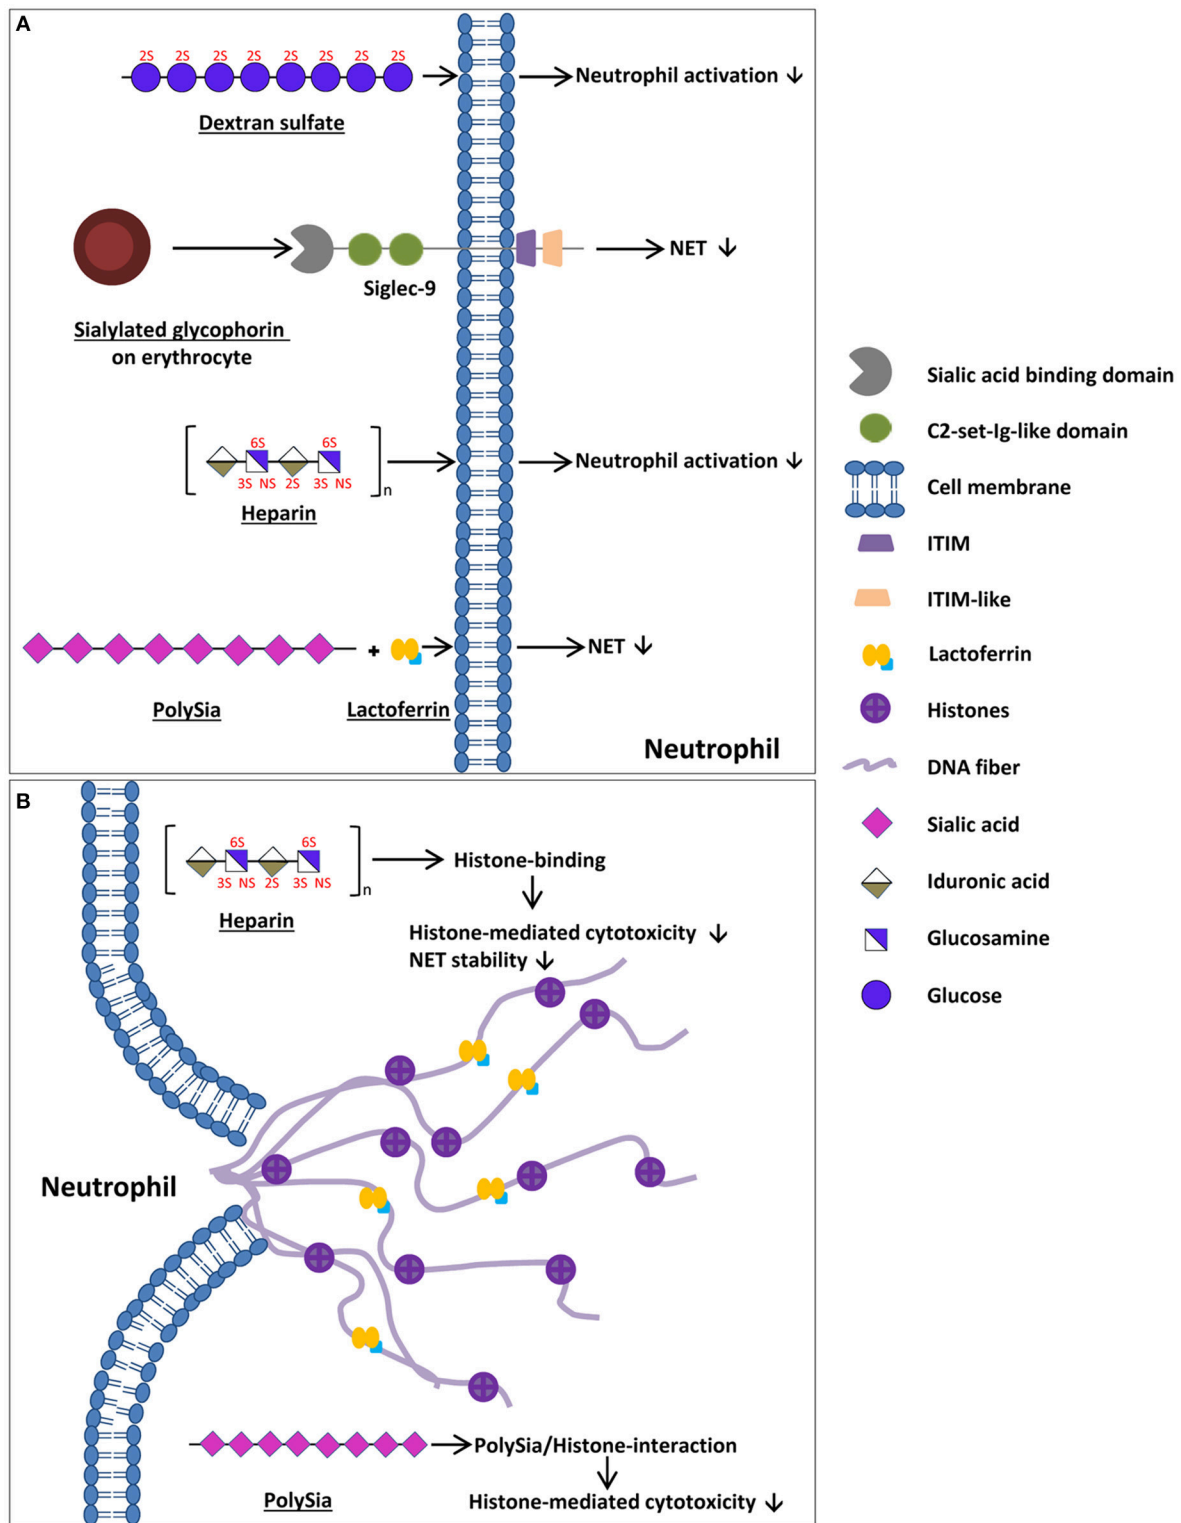 A
2S 2S 2S 2S 2S 2S 2S 2S
Neutrophil activation ↓
Dextran sulfate
NET ↓
Siglec-9
Sialylated glycophorin
on erythrocyte
6S 6S
Neutrophil activation ↓
3S NS 2S 3S NS
n
Heparin
+
NET ↓
PolySia
Lactoferrin
Neutrophil
Sialic acid binding domain
C2-set-Ig-like domain
Cell membrane
ITIM
ITIM-like
Lactoferrin
Histones
DNA fiber
Sialic acid
Iduronic acid
Glucosamine
Glucose
B
6S 6S
3S NS 2S 3S NS
n
Heparin
Histone-binding
Histone-mediated cytotoxicity ↓
NET stability ↓
Neutrophil
PolySia/Histone-interaction
PolySia
Histone-mediated cytotoxicity ↓